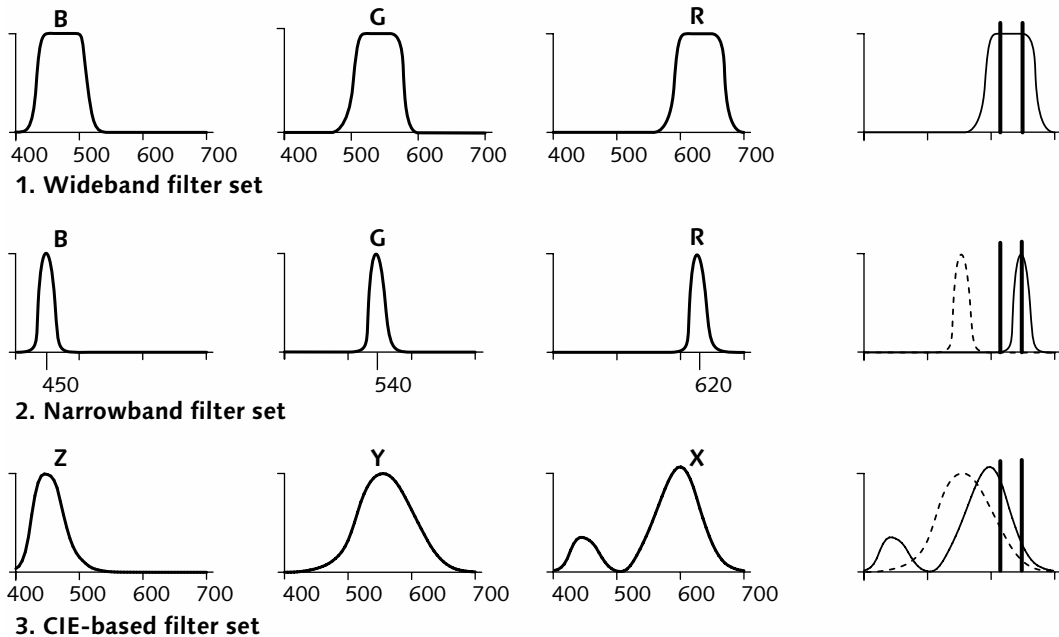 B G R
400 500 600 700 400 500 600 700 400 500 600 700
1. Wideband filter set
B G R
450 540 620
2. Narrowband filter set
Z Y X
400 500 600 700 400 500 600 700 400 500 600 700
3. CIE-based filter set